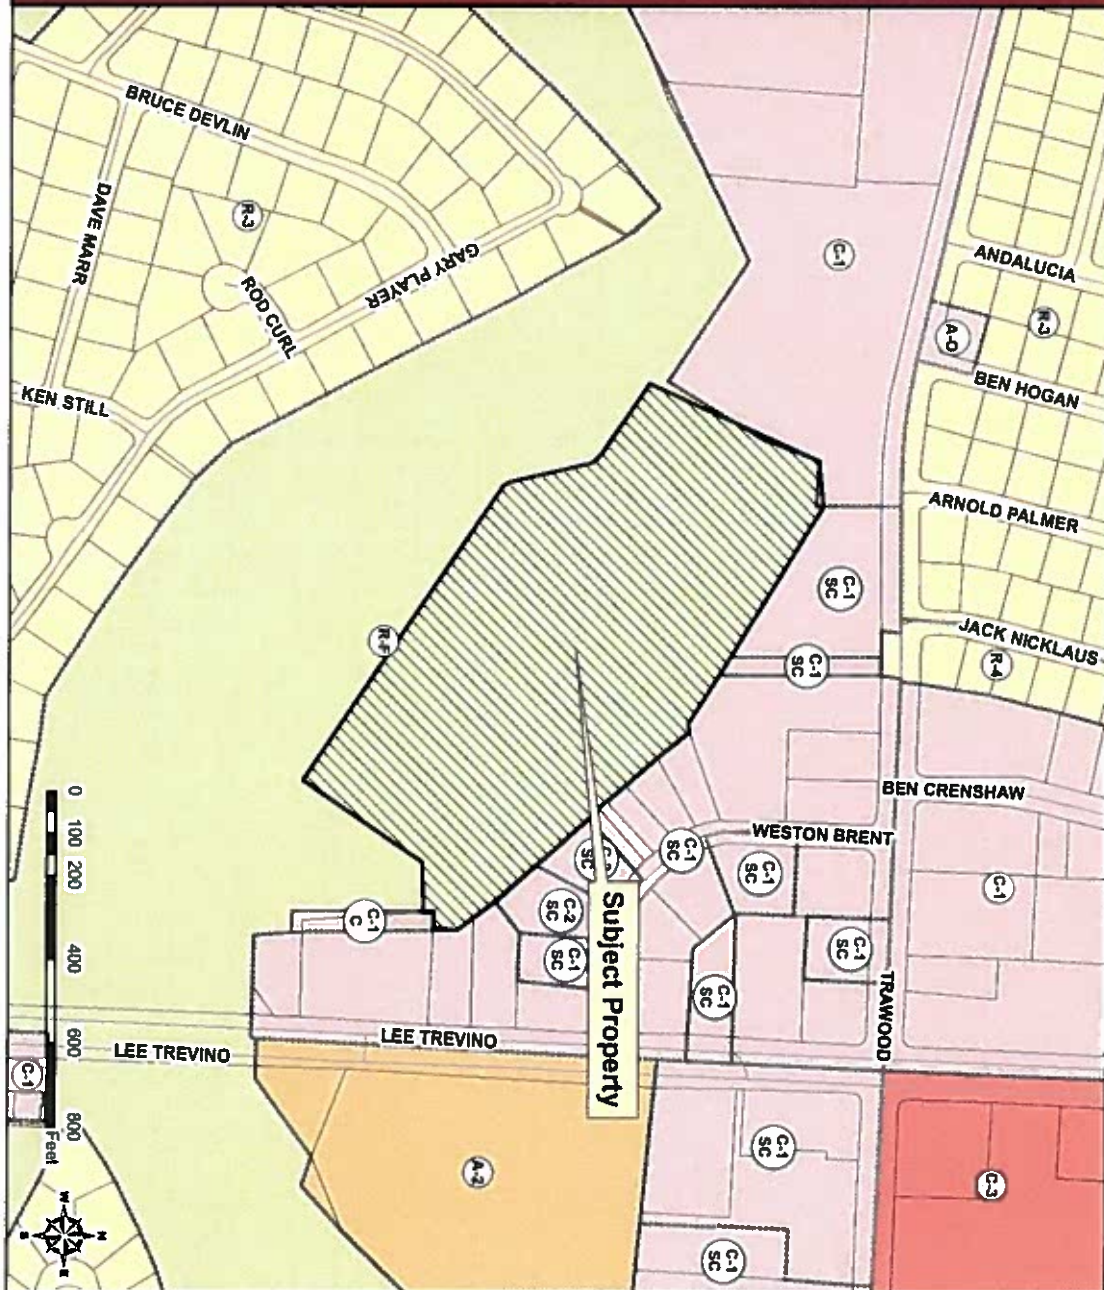 BRUCE DEVLIN
DAVE MARR
R-3
GARY PLAYER
ROD CURL
KEN STILL
C-1
ANDALUCIA
R-3
A-O
BEN HOGAN
ARNOLD PALMER
C-1
SC
JACK NICKLAUS
R-4
C-1
SC
R-F
BEN CRENSHAW
WESTON BRENT
C-1
SC
C-1
SC
C-1
SC
C-2
SC
C-1
SC
C-1
SC
C-1
SC
C-1
C
Subject Property
TRAWOOD
LEE TREVINO
LEE TREVINO
C-1
A-2
C-1
SC
C-3
C-1
SC
0 100 200 400 600 800
Feet
N
W
E
S